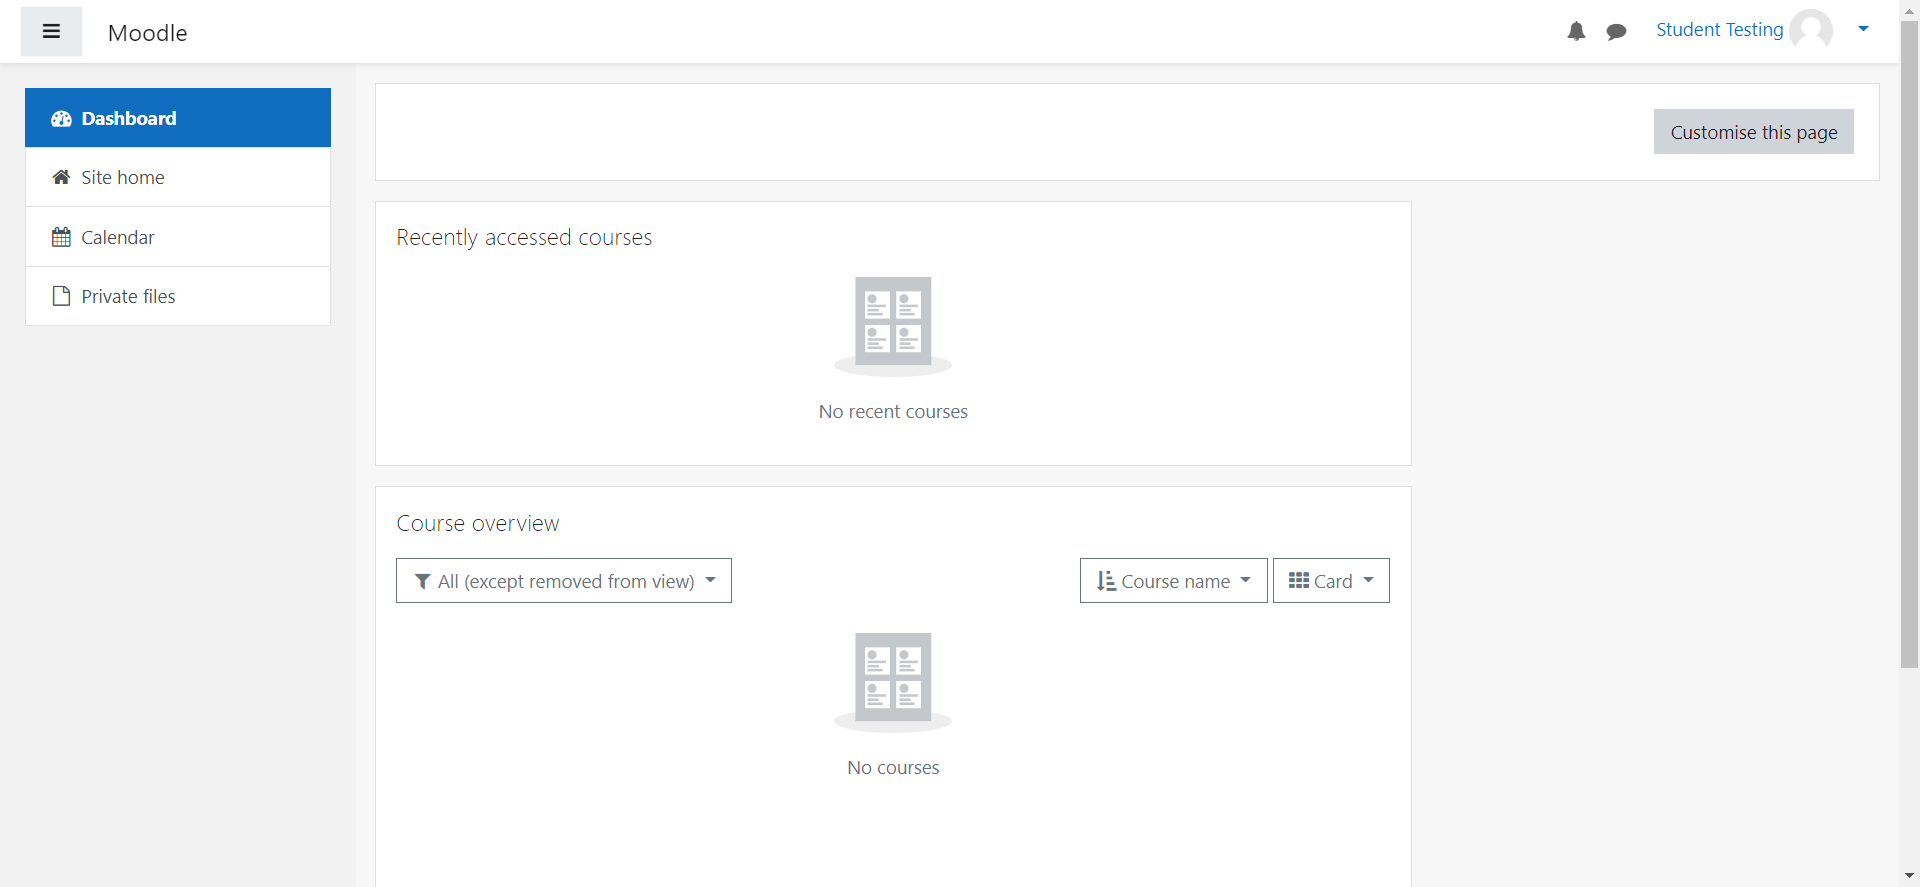 Moodle
Student Testing
Dashboard
Site home
Calendar
Private files
Customise this page
Recently accessed courses
No recent courses
Course overview
All (except removed from view)
Course name
Card
No courses